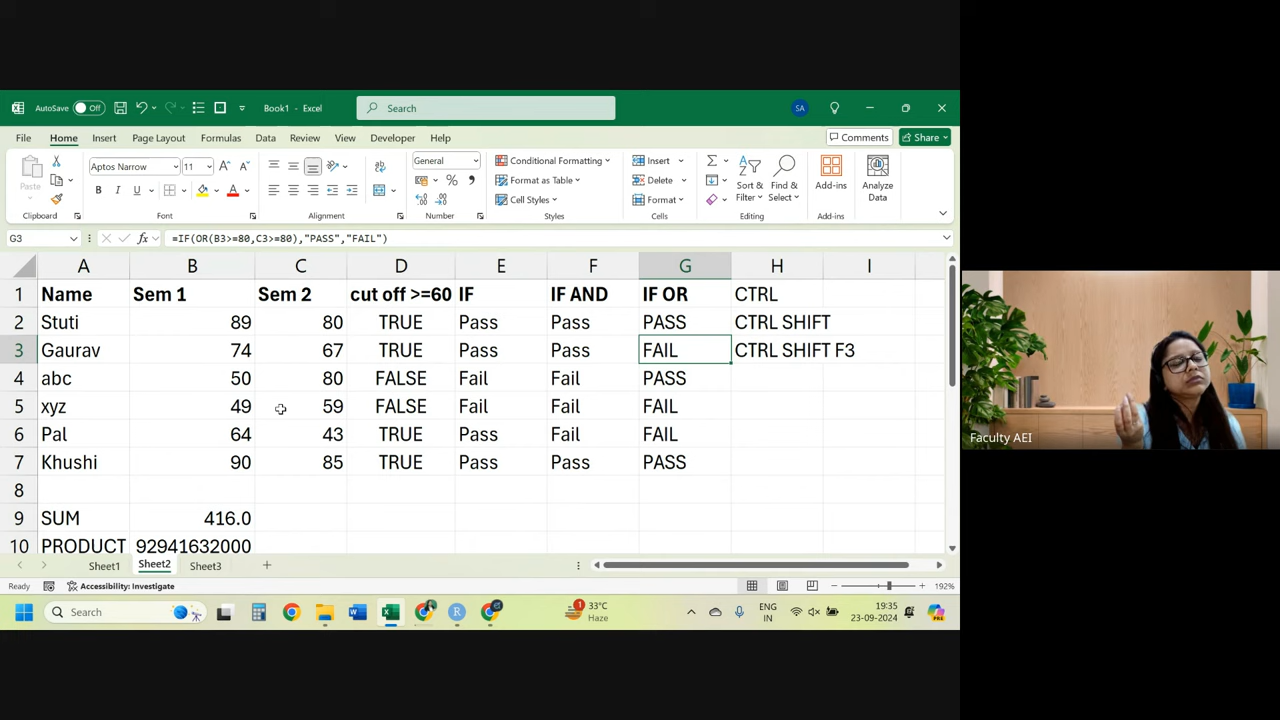 AutoSave Off Book1 - Excel Search SA
File Home Insert Page Layout Formulas Data Review View Developer Help Comments Share
Paste Aptos Narrow 11 General Conditional Formatting Insert Sort & Filter Find & Select Add-ins Analyze Data
B I U A % Format as Table Delete
Cell Styles Format
Clipboard Font Alignment Number Styles Cells Editing Add-ins
G3 fx =IF(OR(B3>=80,C3>=80),"PASS","FAIL")
A B C D E F G H I
1 Name Sem 1 Sem 2 cut off >=60 IF IF AND IF OR CTRL
2 Stuti 89 80 TRUE Pass Pass PASS CTRL SHIFT
3 Gaurav 74 67 TRUE Pass Pass FAIL CTRL SHIFT F3
4 abc 50 80 FALSE Fail Fail PASS
5 xyz 49 59 FALSE Fail Fail FAIL
6 Pal 64 43 TRUE Pass Fail FAIL
7 Khushi 90 85 TRUE Pass Pass PASS
8
9 SUM 416.0
10 PRODUCT 92941632000
Sheet1 Sheet2 Sheet3
Ready Accessibility: Investigate 192%
Search 1 33°C Haze ENG IN 19:35 23-09-2024
Faculty AEI